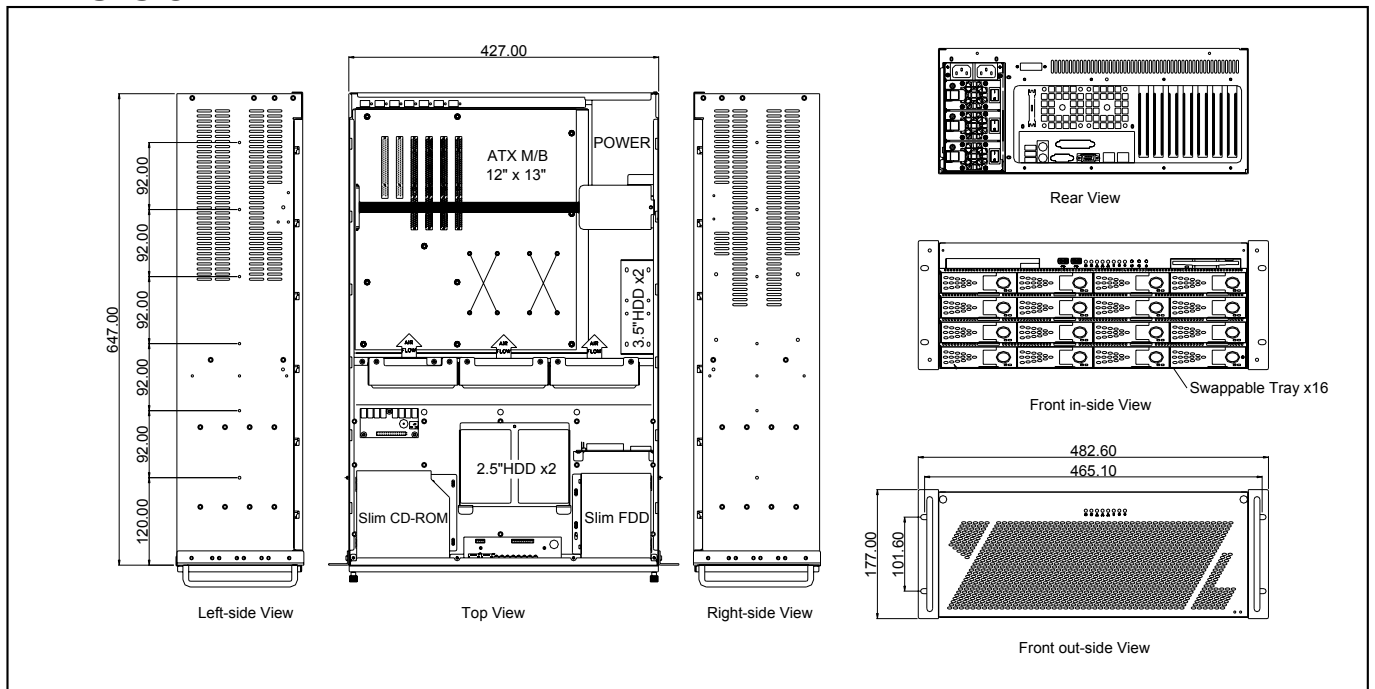 427.00
647.00
92.00
92.00
92.00
92.00
92.00
120.00
ATX M/B
12" x 13"
POWER
3.5"HDD x2
AIR
FLOW
AIR
FLOW
AIR
FLOW
2.5"HDD x2
Slim CD-ROM
Slim FDD
Left-side View
Top View
Right-side View
Rear View
Swappable Tray x16
Front in-side View
482.60
465.10
177.00
101.60
Front out-side View